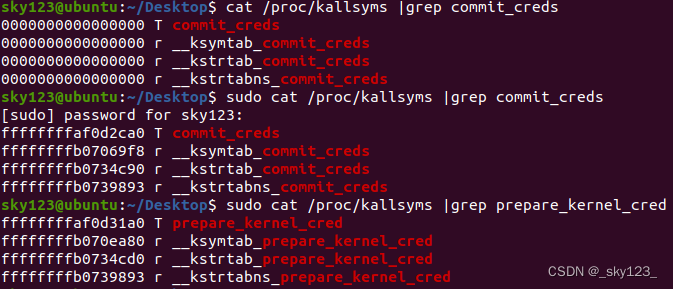 sky123@ubuntu:~/Desktop$ cat /proc/kallsyms |grep commit_creds
0000000000000000 T commit_creds
0000000000000000 r __ksymtab_commit_creds
0000000000000000 r __kstrtab_commit_creds
0000000000000000 r __kstrtabns_commit_creds
sky123@ubuntu:~/Desktop$ sudo cat /proc/kallsyms |grep commit_creds
[sudo] password for sky123:
ffffffffaf0d2ca0 T commit_creds
ffffffffb07069f8 r __ksymtab_commit_creds
ffffffffb0734c90 r __kstrtab_commit_creds
ffffffffb0739893 r __kstrtabns_commit_creds
sky123@ubuntu:~/Desktop$ sudo cat /proc/kallsyms |grep prepare_kernel_cred
ffffffffaf0d31a0 T prepare_kernel_cred
ffffffffb070ea80 r __ksymtab_prepare_kernel_cred
ffffffffb0734cd0 r __kstrtab_prepare_kernel_cred
ffffffffb0739893 r __kstrtabns_prepare_kernel_cred
CSDN @_sky123_